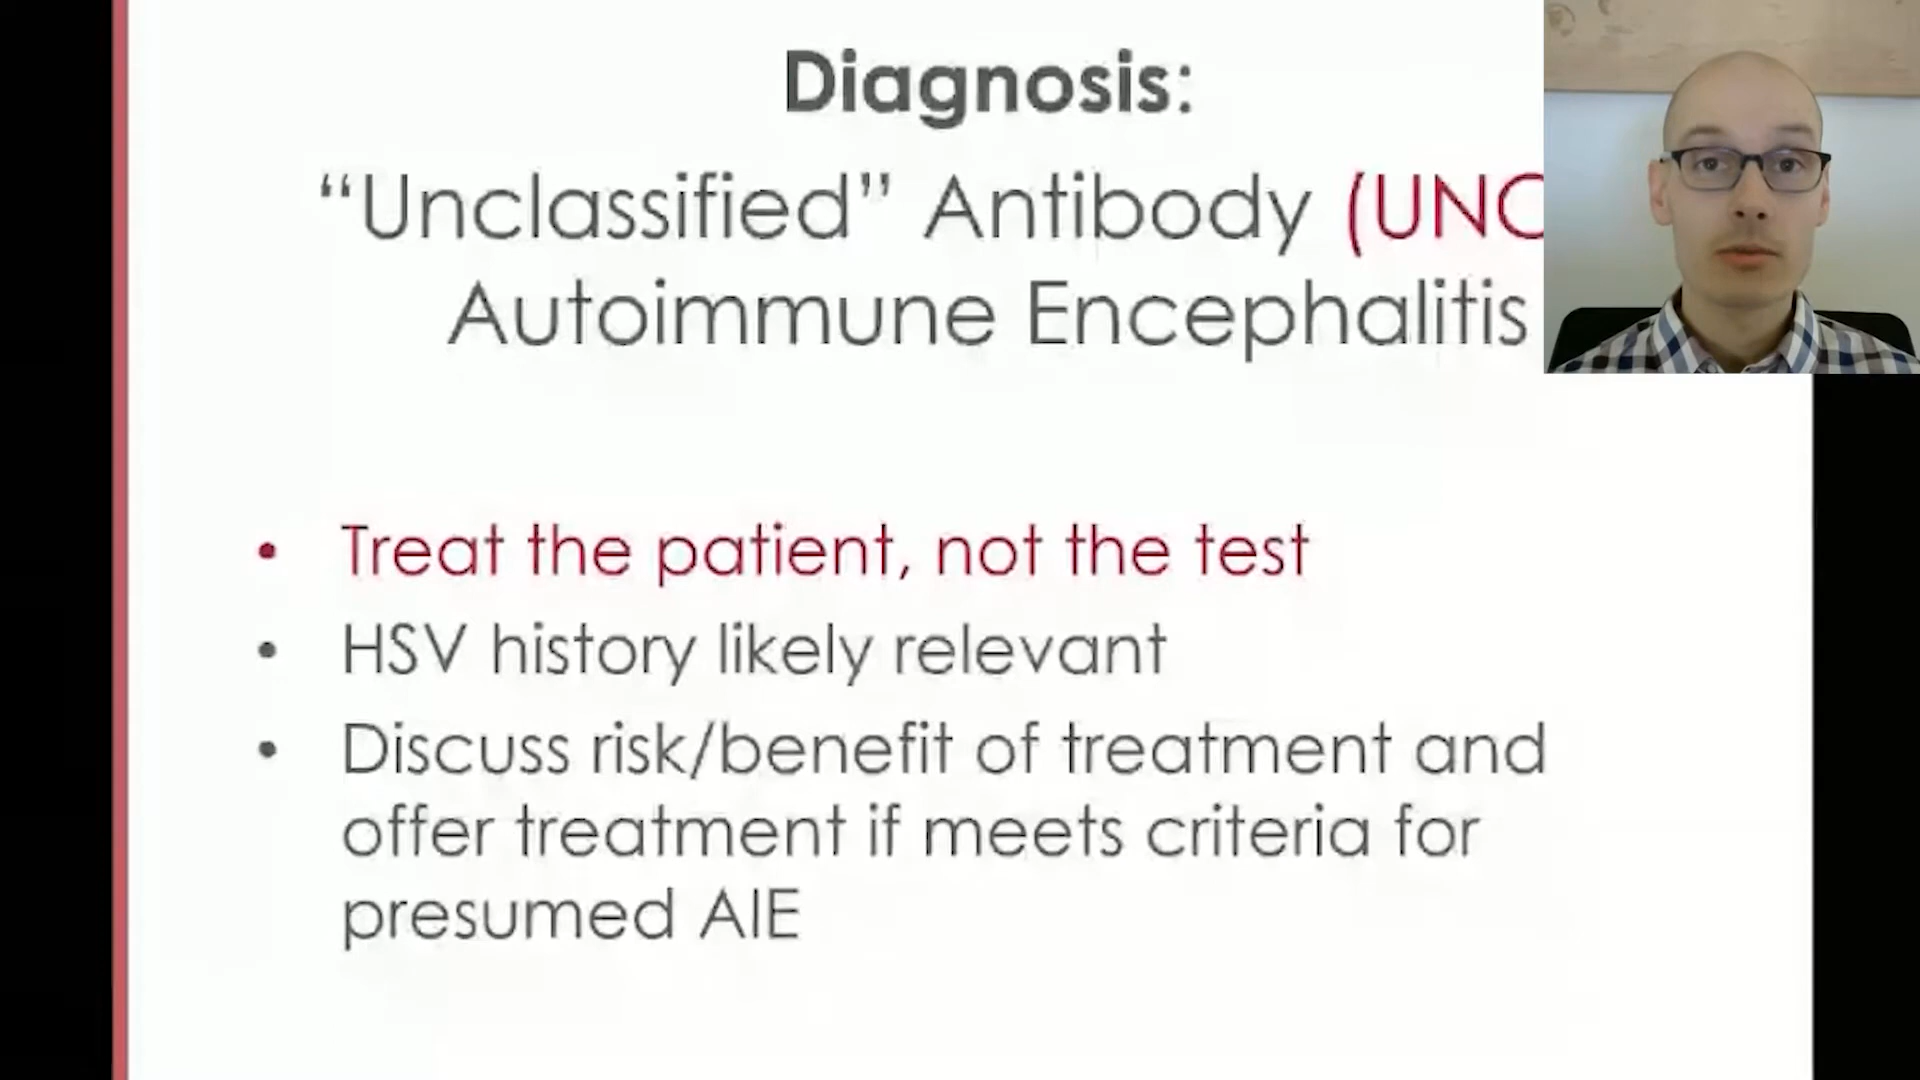 Diagnosis:
“Unclassified” Antibody
Autoimmune Encephalitis
• Treat the patient, not the test
• HSV history likely relevant
• Discuss risk/benefit of treatment and
offer treatment if meets criteria for
presumed AIE